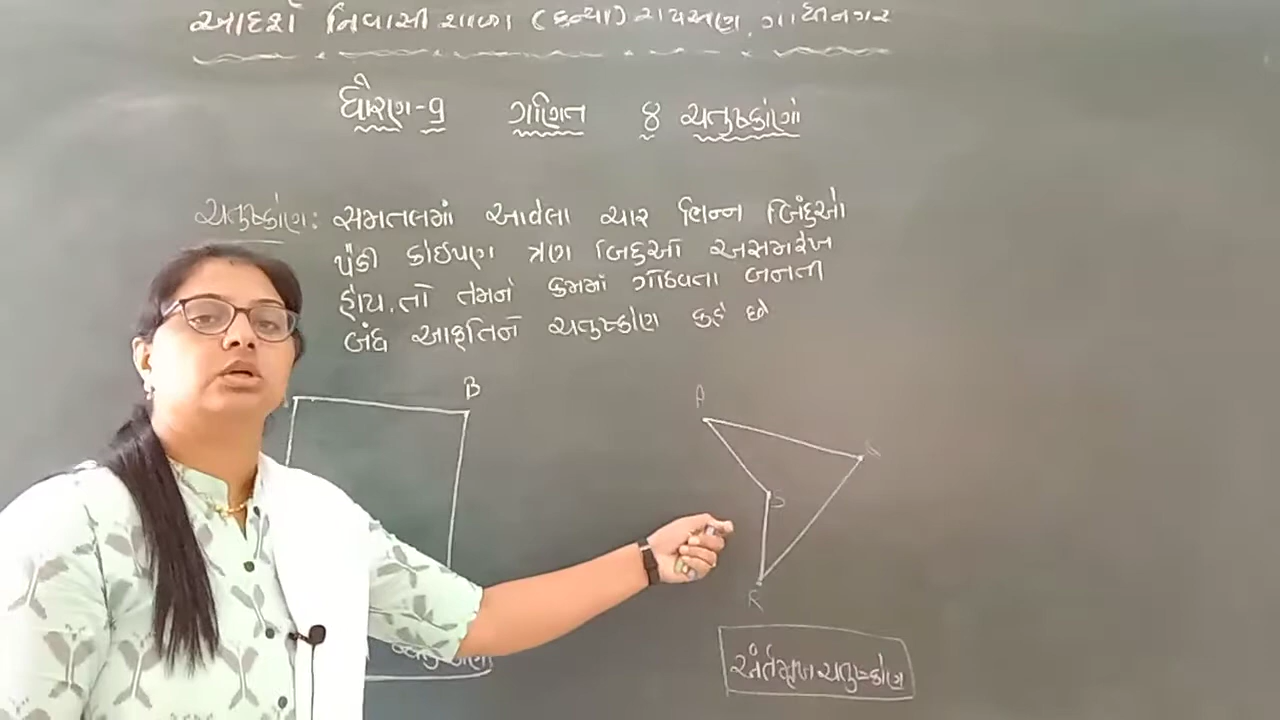 આદર્શ નિવાસી શાળા (કન્યા) રાયસણ, ગાંધીનગર
ધોરણ-૭ ગણિત ૪ ચતુષ્કોણો
ચતુષ્કોણ: સમતલમાં આવેલા ચાર ભિન્ન બિંદુઓ
પૈકી કોઈપણ ત્રણ બિંદુઓ અસમરેખ
હોય, તો તેમને ક્રમમાં ગોઠવતા બનતી
બંધ આકૃતિને ચતુષ્કોણ કહે છે
B
P
S
R
અંતર્મુખ ચતુષ્કોણ